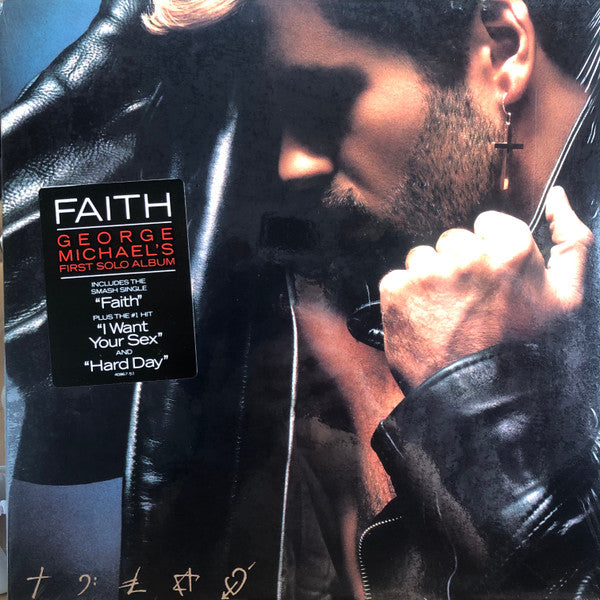 FAITH
GEORGE
MICHAEL'S
FIRST SOLO ALBUM
INCLUDES THE
SMASH SINGLE
"Faith"
PLUS THE #1 HIT
"I Want
Your Sex"
AND
"Hard Day"